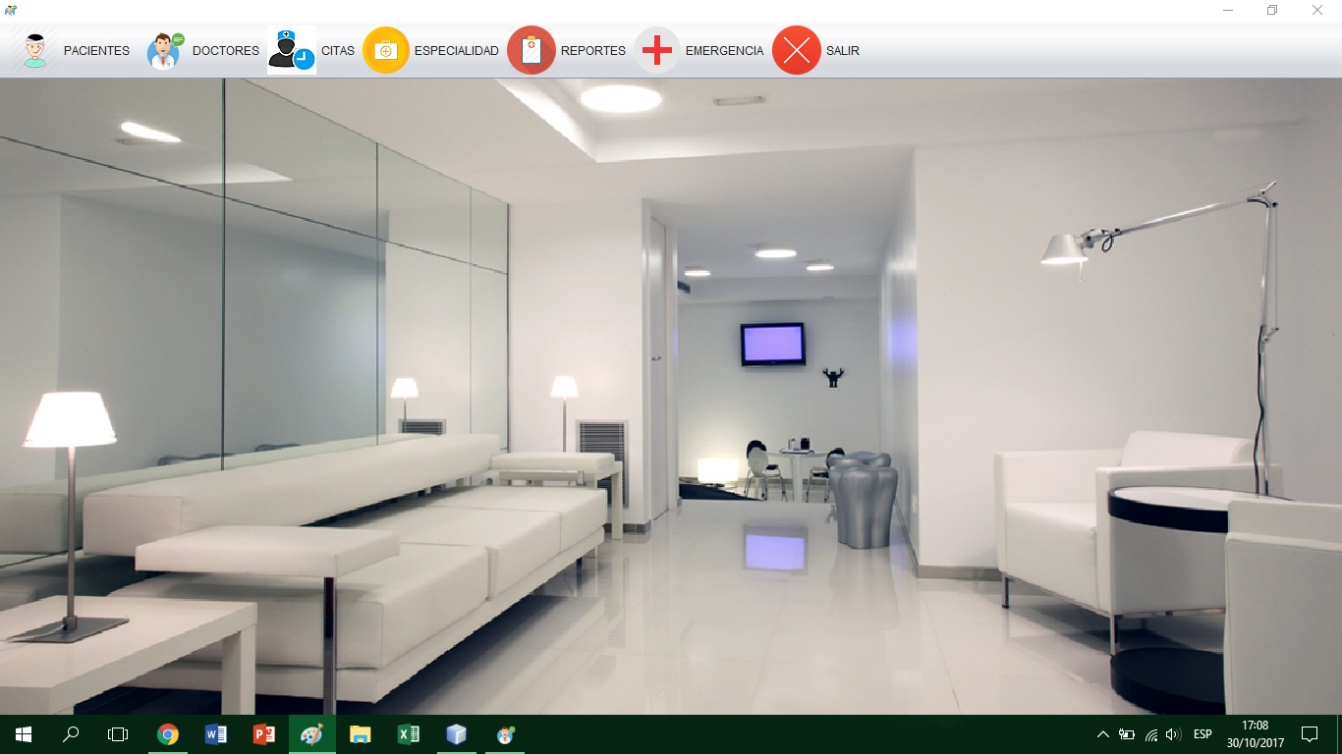 PACIENTES
DOCTORES
CITAS
ESPECIALIDAD
REPORTES
EMERGENCIA
SALIR
ESP
17:08
30/10/2017